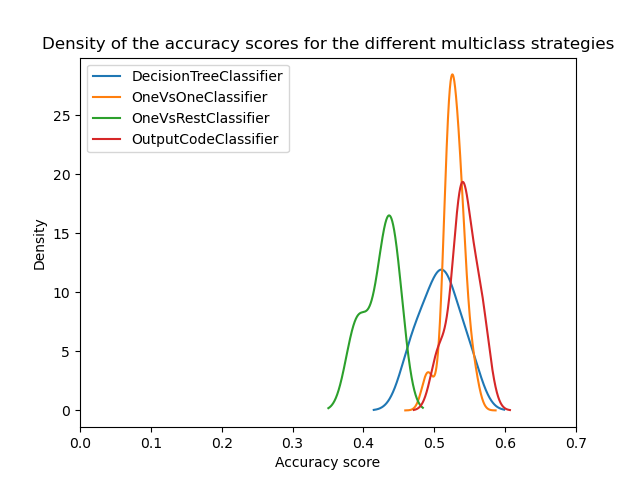 Density of the accuracy scores for the different multiclass strategies
DecisionTreeClassifier
OneVsOneClassifier
OneVsRestClassifier
OutputCodeClassifier
25
20
15
10
5
0
Density
0.0 0.1 0.2 0.3 0.4 0.5 0.6 0.7
Accuracy score